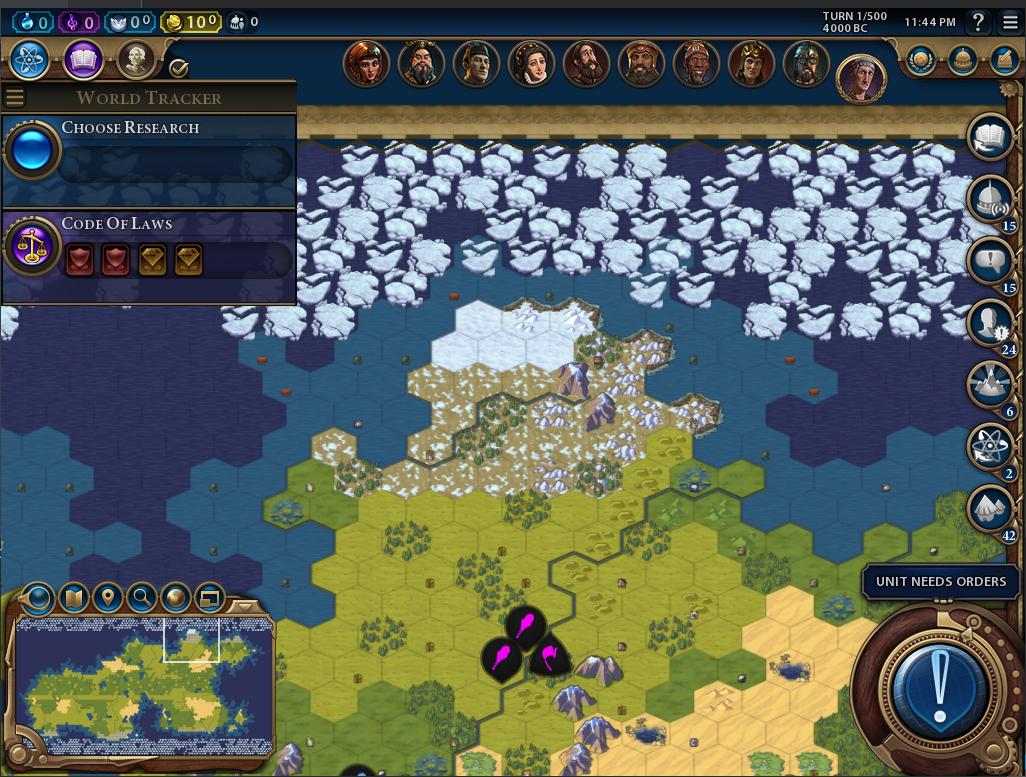 0 0 0⁰ 10⁰ 0
TURN 1/500
4000 BC
11:44 PM ?
WORLD TRACKER
CHOOSE RESEARCH
CODE OF LAWS
15
15
24
6
2
42
UNIT NEEDS ORDERS